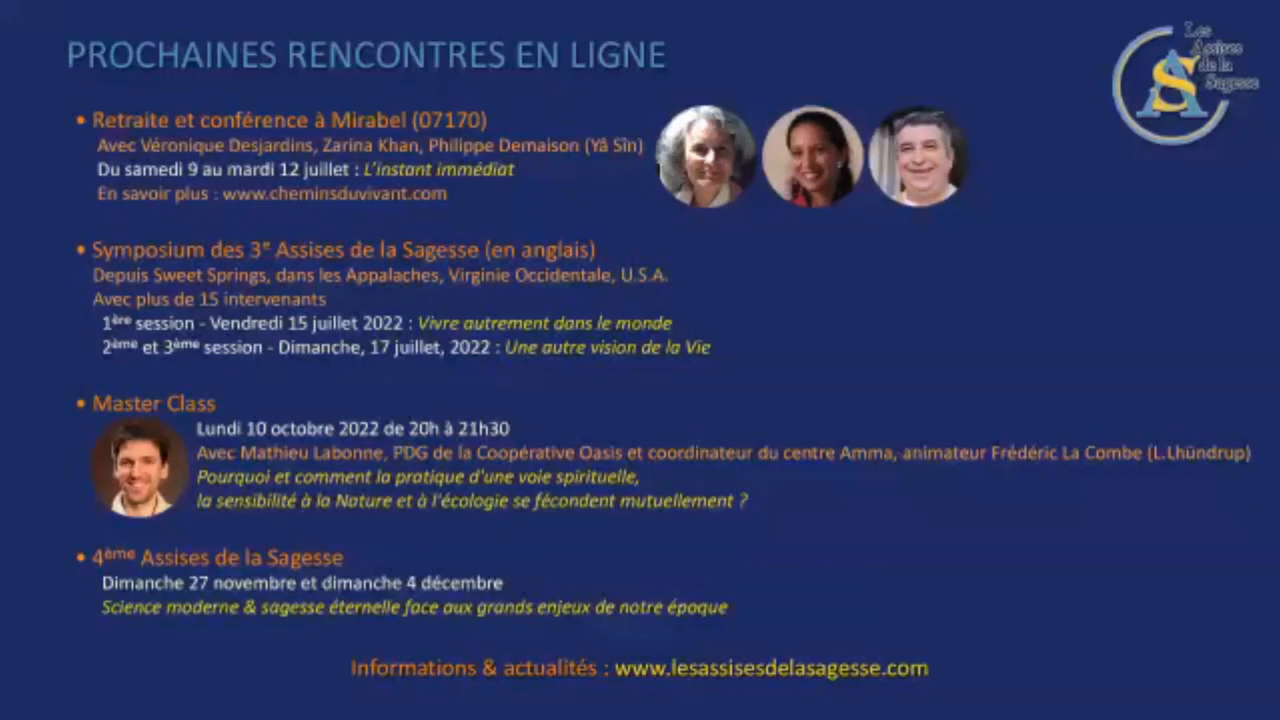 PROCHAINES RENCONTRES EN LIGNE
Les
Assises
de la
Sagesse
• Retraite et conférence à Mirabel (07170)
Avec Véronique Desjardins, Zarina Khan, Philippe Demaison (Yâ Sîn)
Du samedi 9 au mardi 12 juillet : L'instant immédiat
En savoir plus : www.cheminsduvivant.com
• Symposium des 3e Assises de la Sagesse (en anglais)
Depuis Sweet Springs, dans les Appalaches, Virginie Occidentale, U.S.A.
Avec plus de 15 intervenants
1ère session - Vendredi 15 juillet 2022 : Vivre autrement dans le monde
2ème et 3ème session - Dimanche, 17 juillet, 2022 : Une autre vision de la Vie
• Master Class
Lundi 10 octobre 2022 de 20h à 21h30
Avec Mathieu Labonne, PDG de la Coopérative Oasis et coordinateur du centre Amma, animateur Frédéric La Combe (L.Lhündrup)
Pourquoi et comment la pratique d'une voie spirituelle,
la sensibilité à la Nature et à l'écologie se fécondent mutuellement ?
• 4ème Assises de la Sagesse
Dimanche 27 novembre et dimanche 4 décembre
Science moderne & sagesse éternelle face aux grands enjeux de notre époque
Informations & actualités : www.lesassisesdelasagesse.com